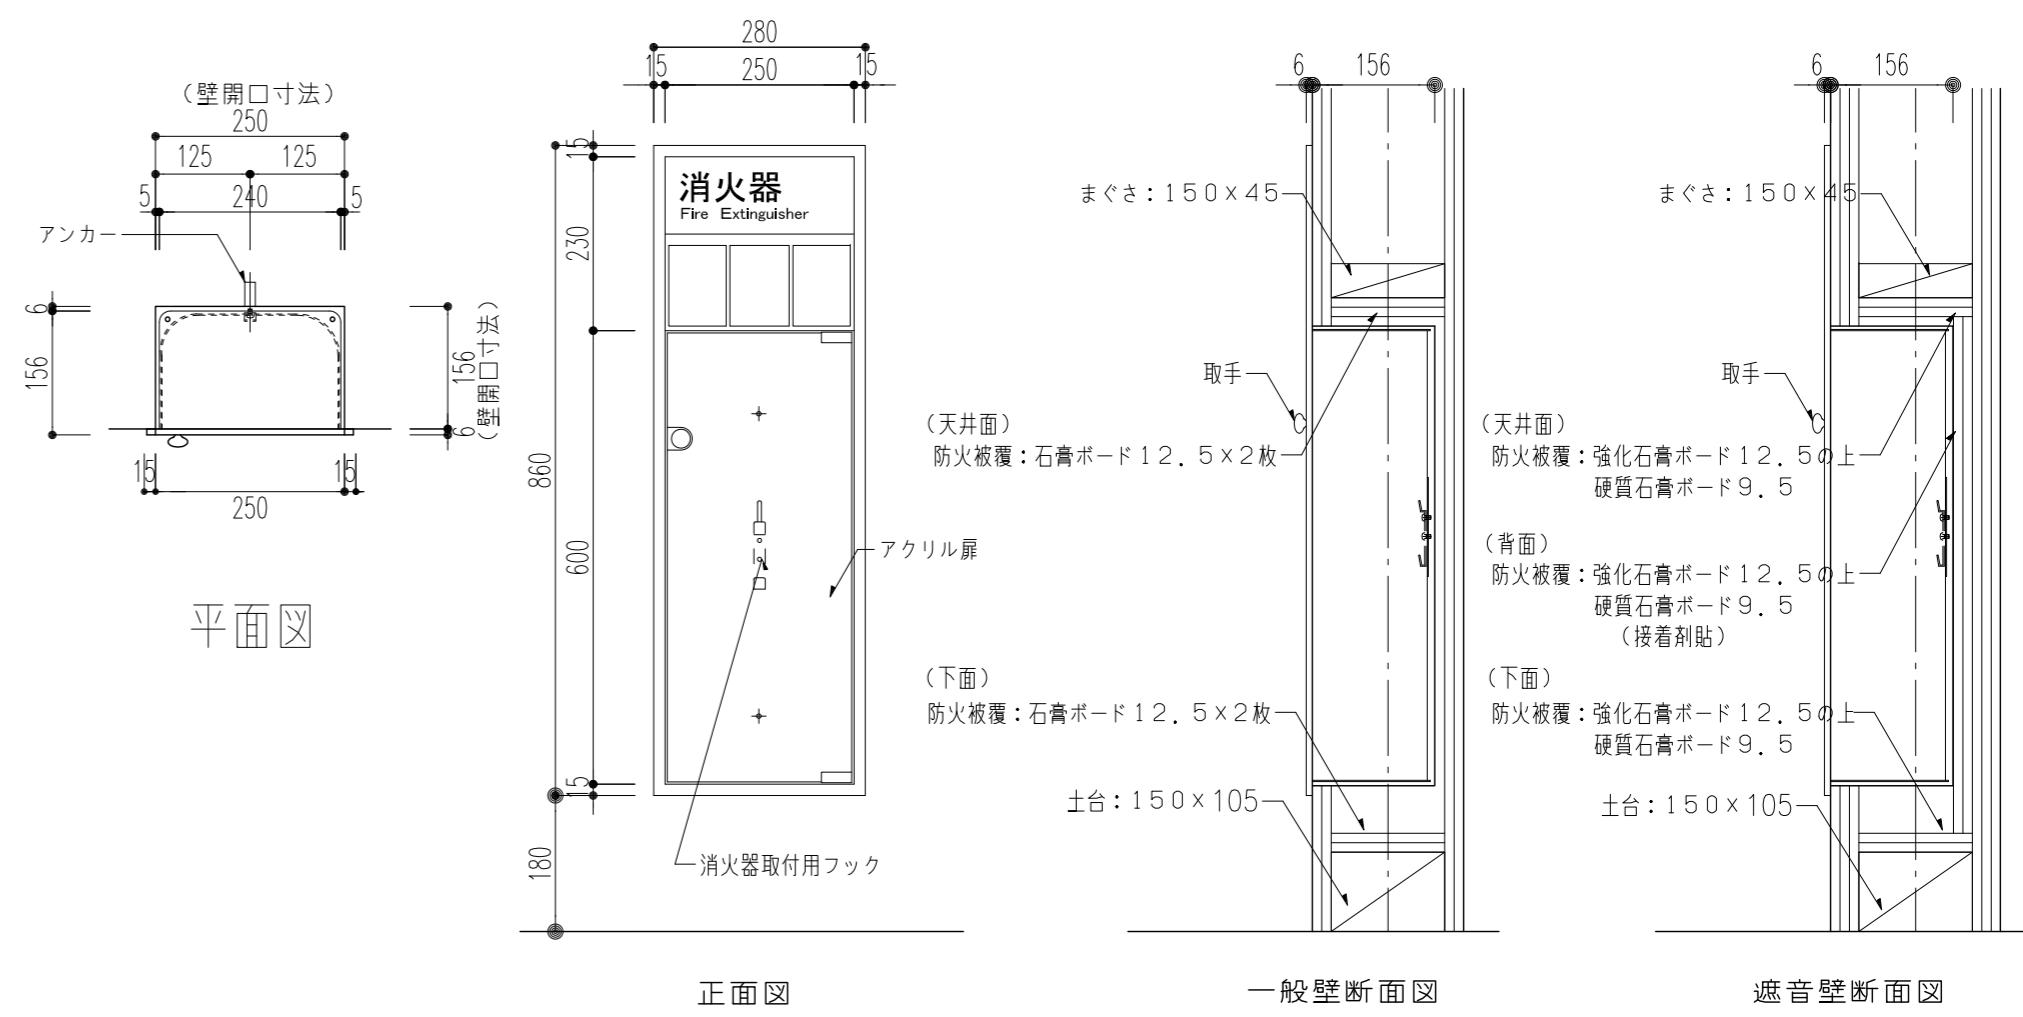 (壁開口寸法)
250
125
125
5
240
5
アンカー
6
156
156
6
(壁開口寸法)
15
15
250
平面図
280
15
250
15
15
230
860
600
15
180
消火器
Fire Extinguisher
アクリル扉
消火器取付用フック
正面図
6
156
まぐさ:150×45
取手
(天井面)
防火被覆:石膏ボード12.5×2枚
(下面)
防火被覆:石膏ボード12.5×2枚
土台:150×105
一般壁断面図
6
156
まぐさ:150×45
取手
(天井面)
防火被覆:強化石膏ボード12.5の上
硬質石膏ボード9.5
(背面)
防火被覆:強化石膏ボード12.5の上
硬質石膏ボード9.5
(接着剤貼)
(下面)
防火被覆:強化石膏ボード12.5の上
硬質石膏ボード9.5
土台:150×105
遮音壁断面図